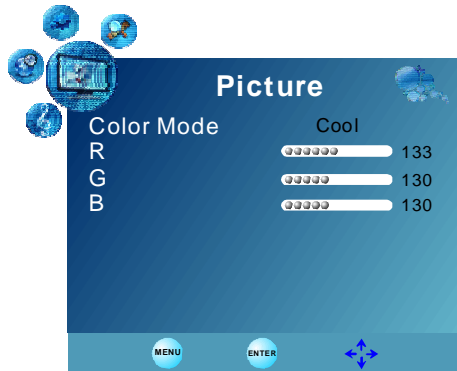 Picture
Color Mode Cool
R 133
G 130
B 130
MENU ENTER